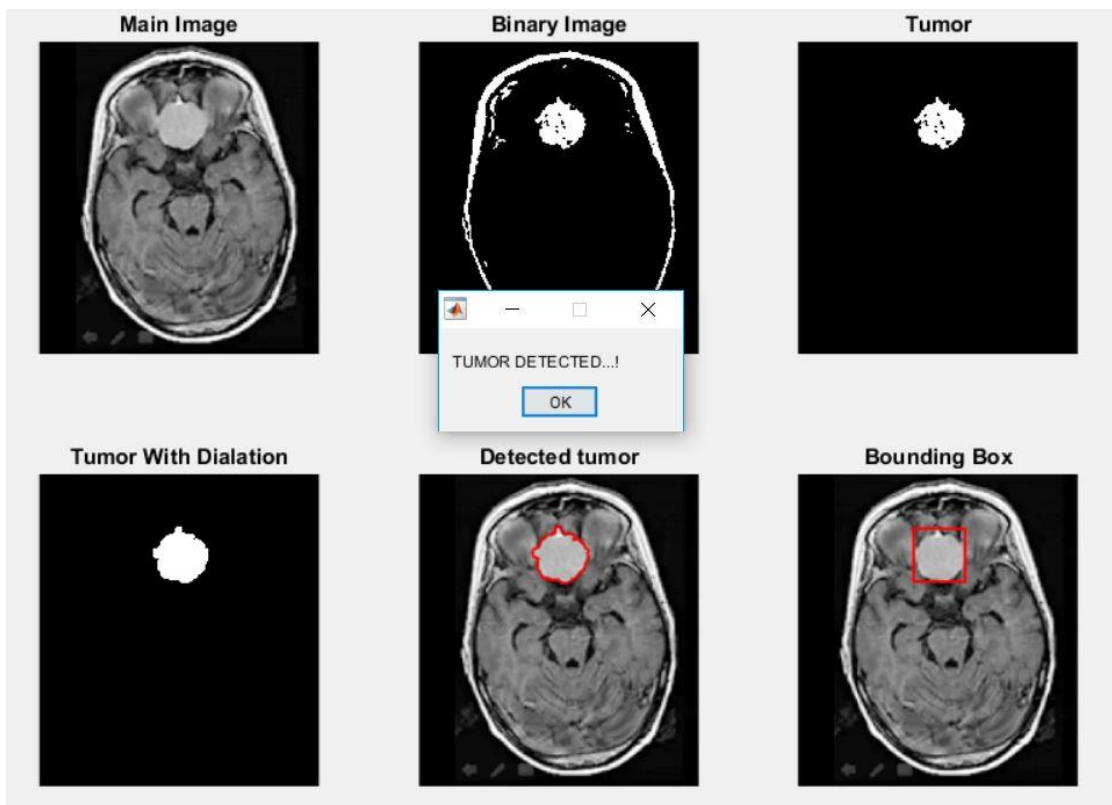 Main Image
Binary Image
Tumor
TUMOR DETECTED...!
OK
Tumor With Dialation
Detected tumor
Bounding Box